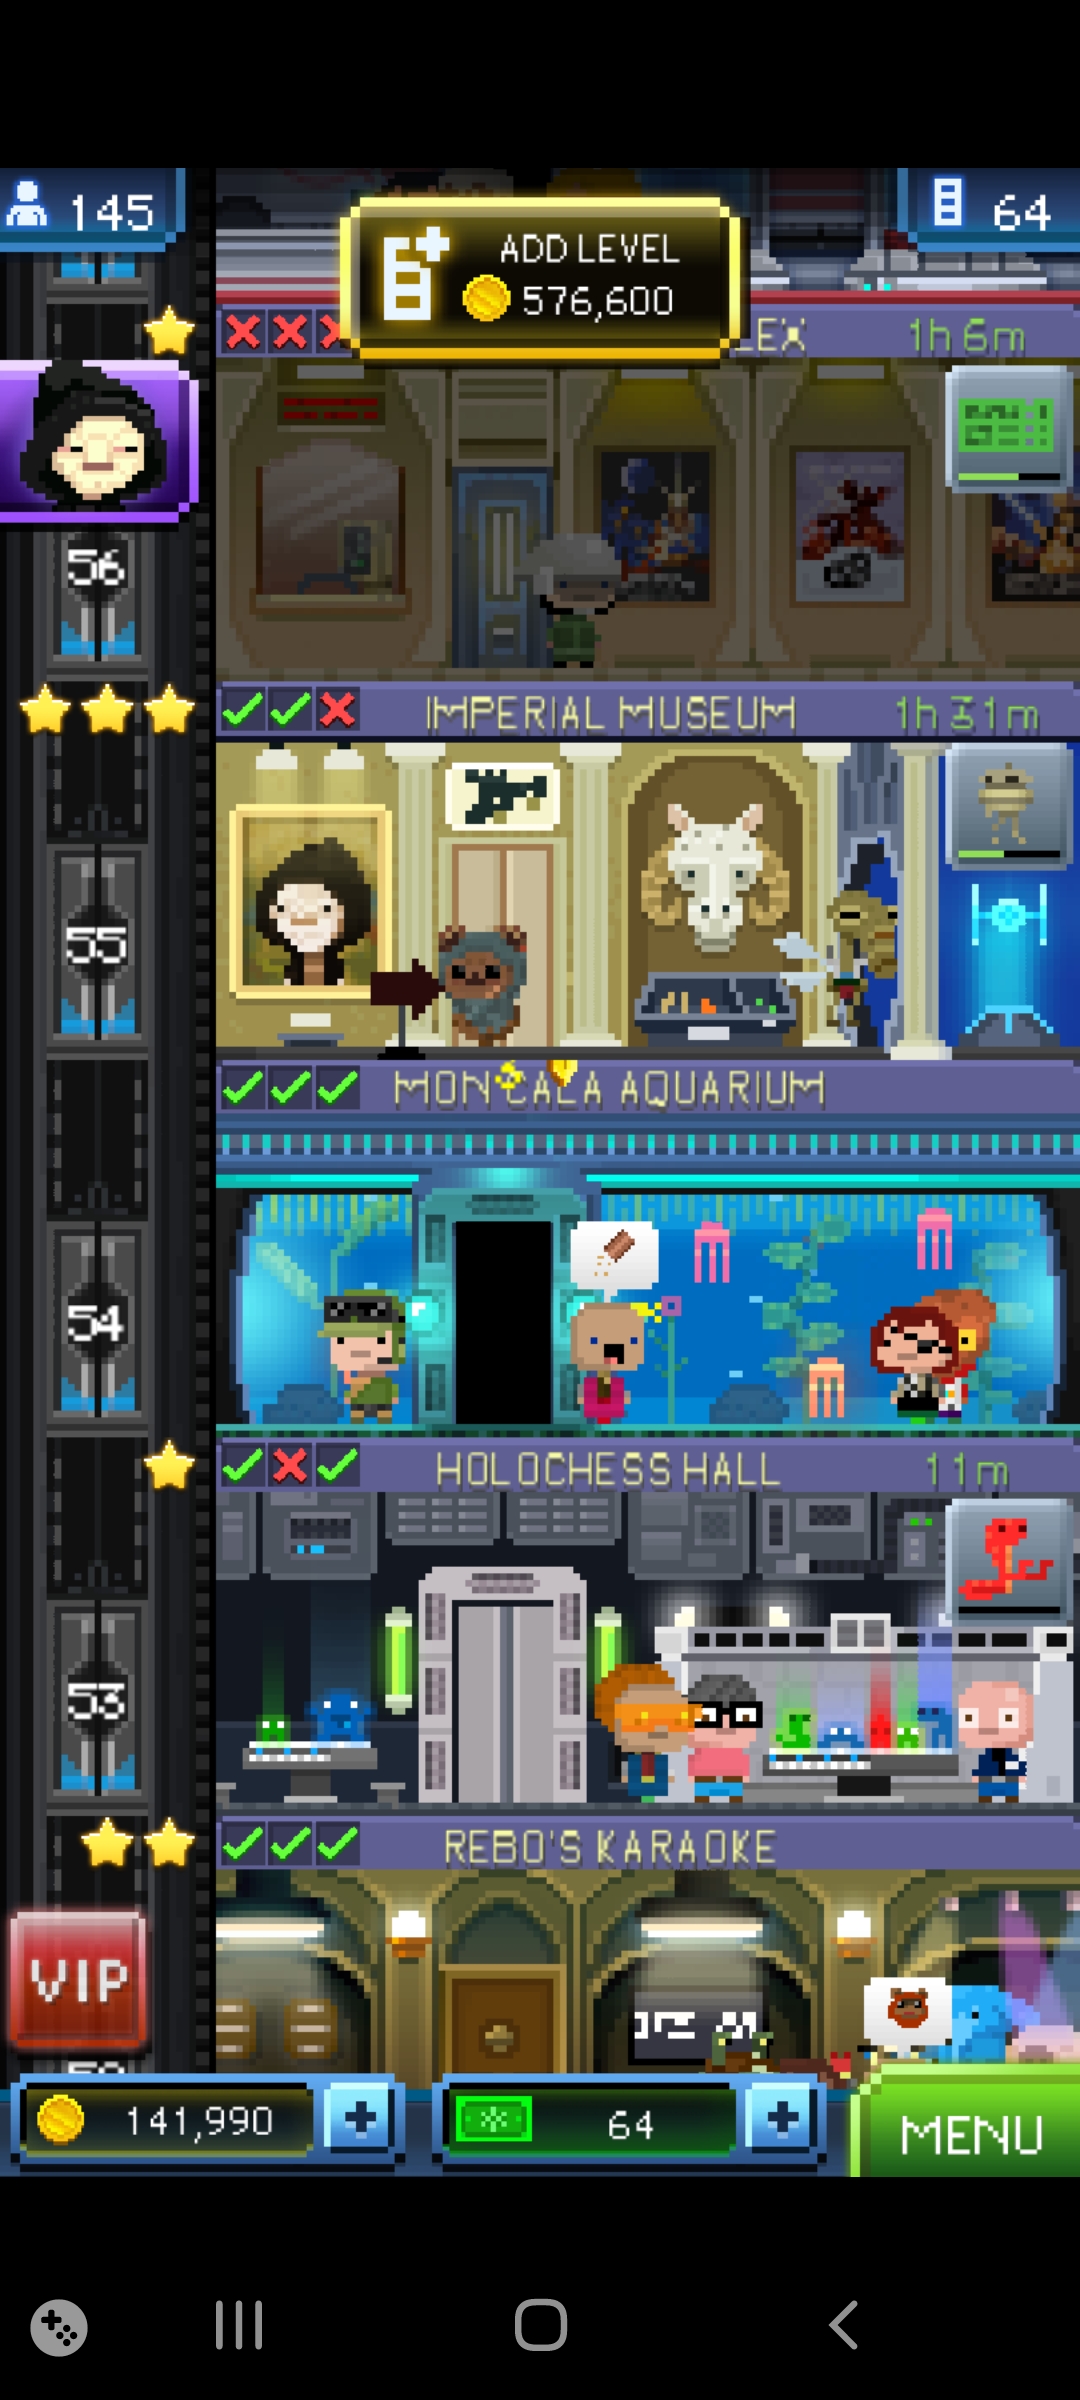 145
64
ADD LEVEL
576,600
LEX 1h 6m
56
IMPERIAL MUSEUM 1h 31m
55
MON CALA AQUARIUM
54
HOLOCHESS HALL 11m
53
REBO'S KARAOKE
VIP
141,990
64
MENU